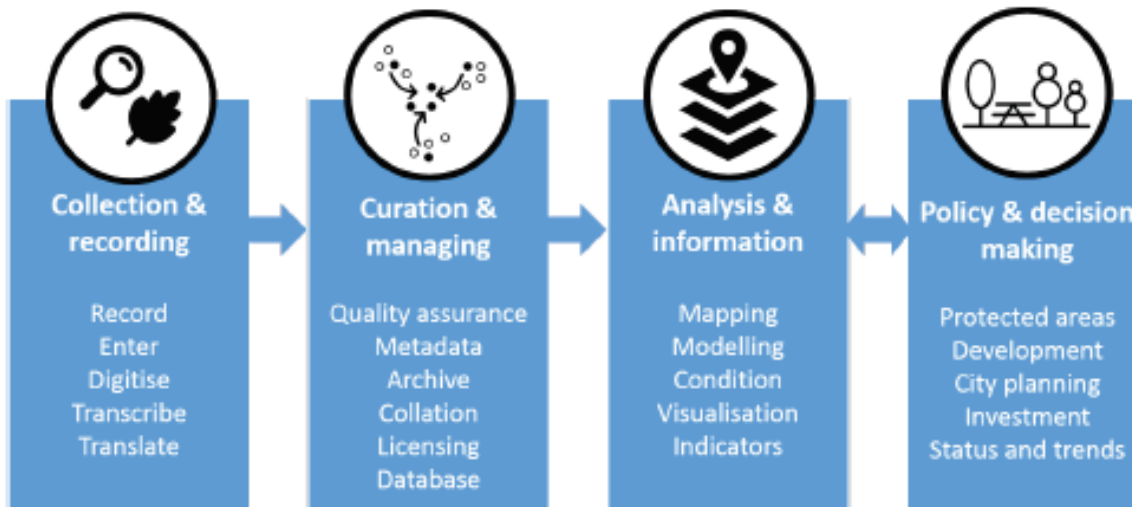 Collection &
recording
Record
Enter
Digitise
Transcribe
Translate
Curation &
managing
Quality assurance
Metadata
Archive
Collation
Licensing
Database
Analysis &
information
Mapping
Modelling
Condition
Visualisation
Indicators
Policy & decision
making
Protected areas
Development
City planning
Investment
Status and trends